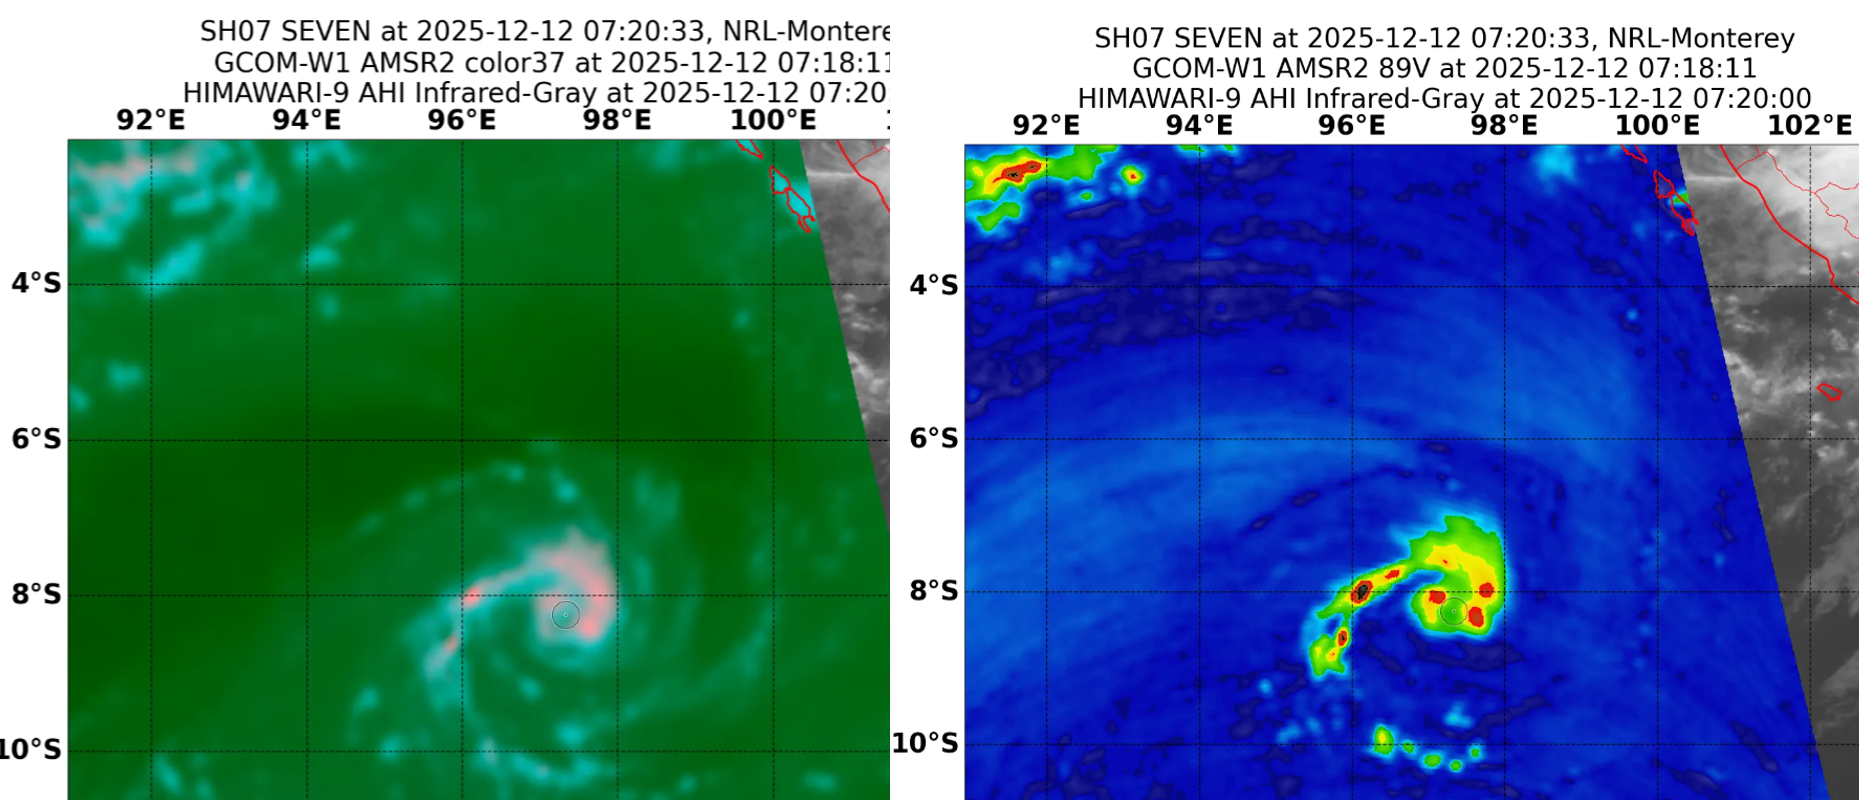 SH07 SEVEN at 2025-12-12 07:20:33, NRL-Montere
GCOM-W1 AMSR2 color37 at 2025-12-12 07:18:11
HIMAWARI-9 AHI Infrared-Gray at 2025-12-12 07:20
92°E 94°E 96°E 98°E 100°E
4°S
6°S
8°S
10°S
SH07 SEVEN at 2025-12-12 07:20:33, NRL-Monterey
GCOM-W1 AMSR2 89V at 2025-12-12 07:18:11
HIMAWARI-9 AHI Infrared-Gray at 2025-12-12 07:20:00
92°E 94°E 96°E 98°E 100°E 102°E
4°S
6°S
8°S
10°S